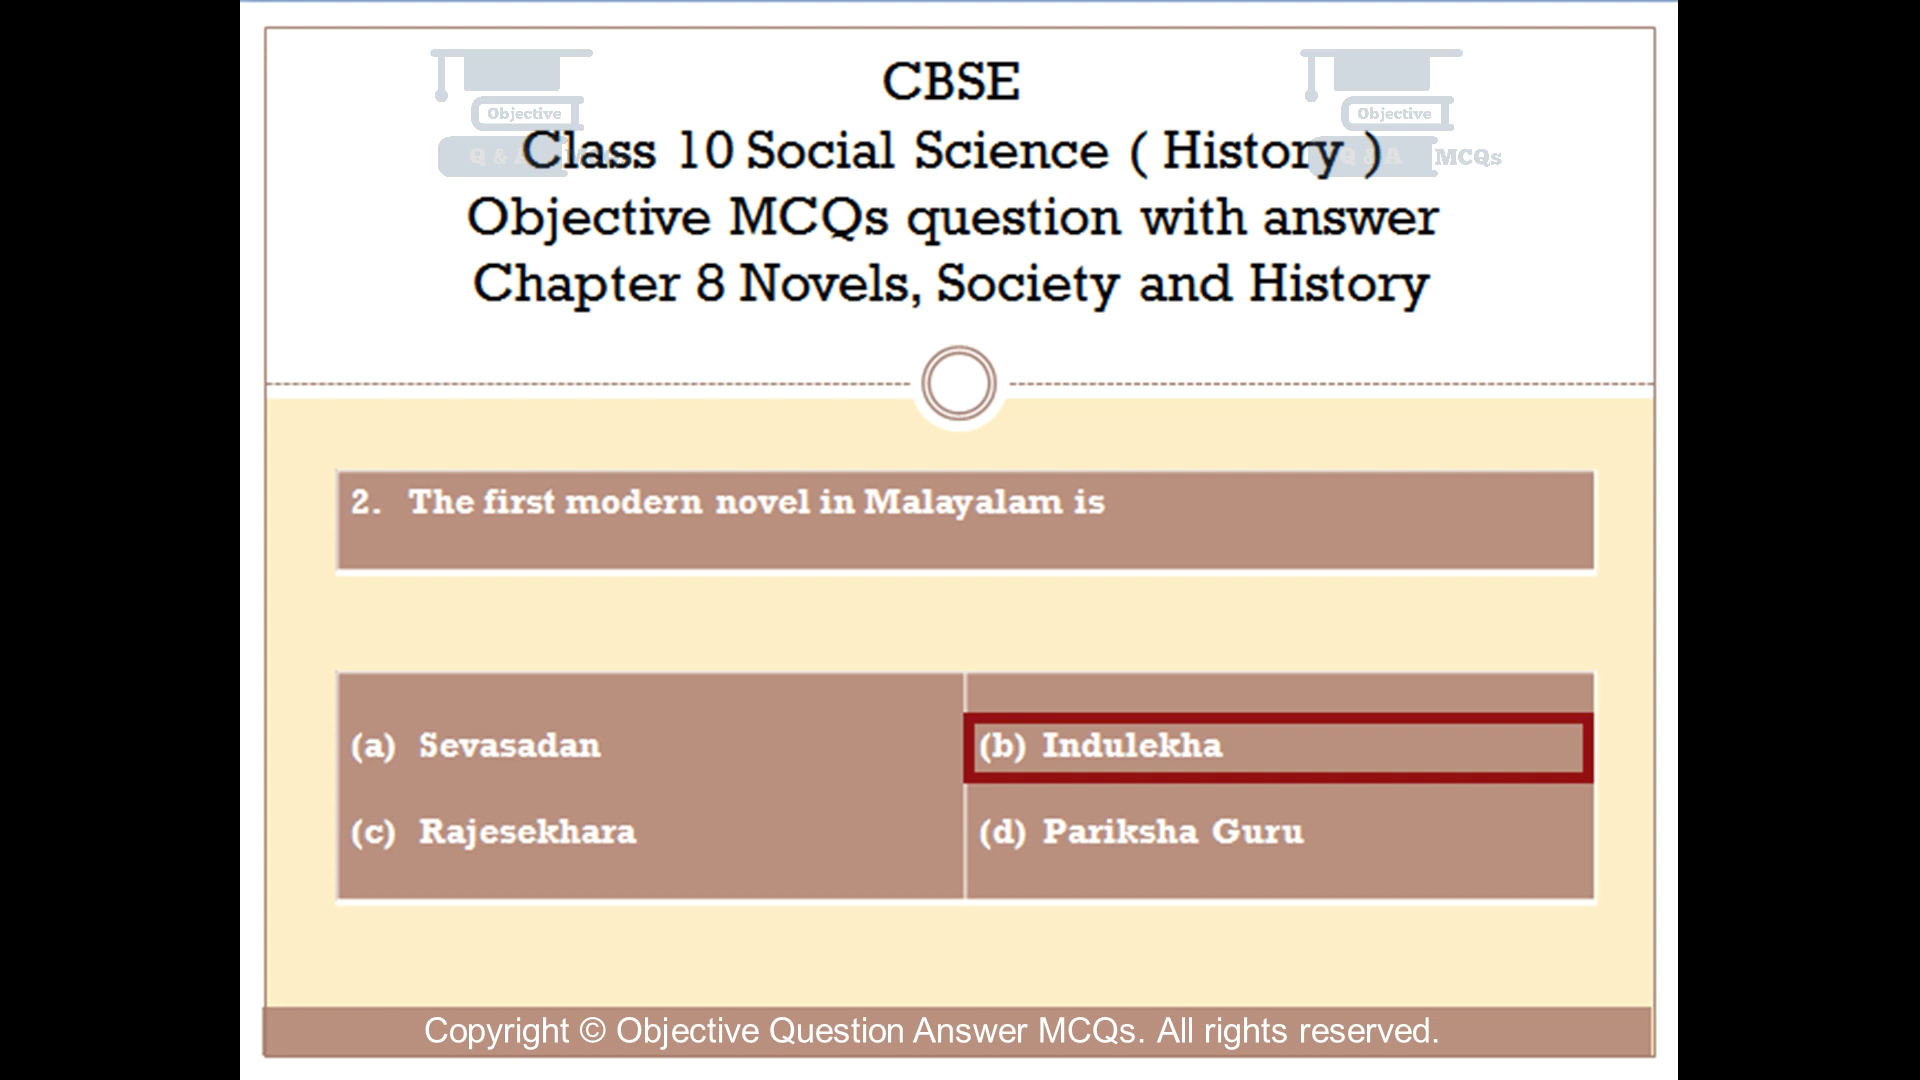 CBSE
Class 10 Social Science ( History )
Objective MCQs question with answer
Chapter 8 Novels, Society and History
Objective
Q & A
Objective
Q & A MCQs
2. The first modern novel in Malayalam is
(a) Sevasadan
(b) Indulekha
(c) Rajesekhara
(d) Pariksha Guru
Copyright © Objective Question Answer MCQs. All rights reserved.